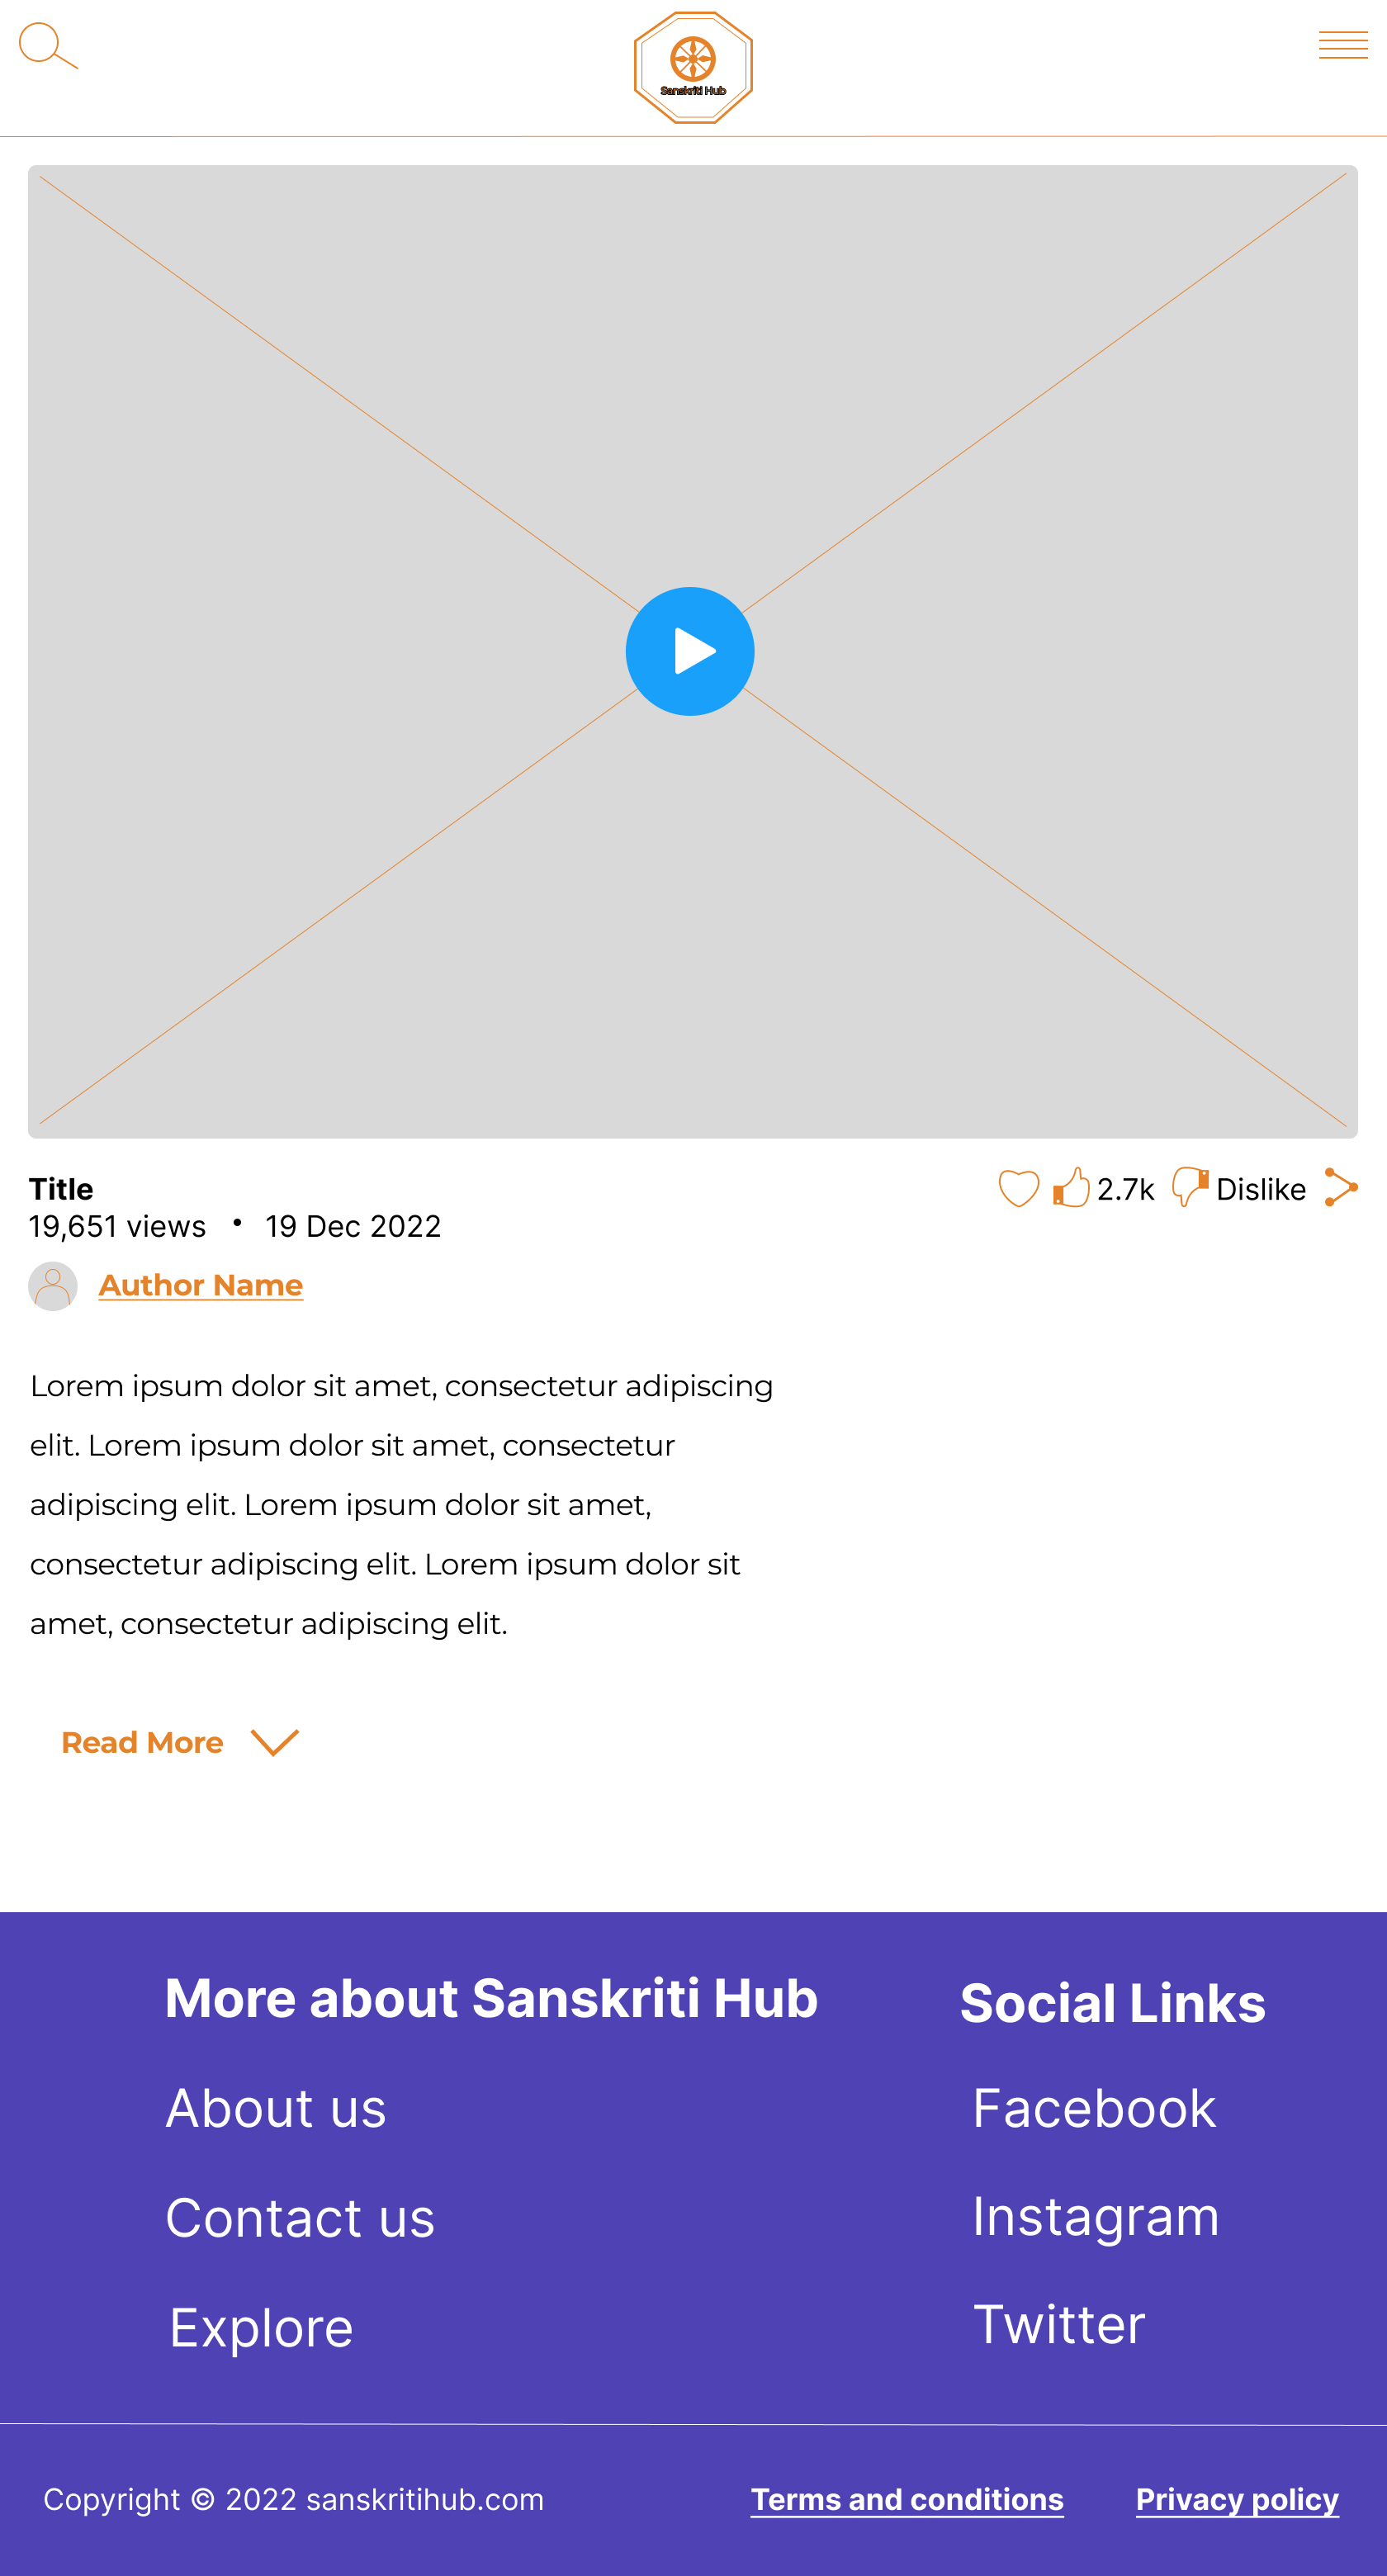 Sanskriti Hub
Title
2.7k
Dislike
19,651 views • 19 Dec 2022
Author Name
Lorem ipsum dolor sit amet, consectetur adipiscing
elit. Lorem ipsum dolor sit amet, consectetur
adipiscing elit. Lorem ipsum dolor sit amet,
consectetur adipiscing elit. Lorem ipsum dolor sit
amet, consectetur adipiscing elit.
Read More
More about Sanskriti Hub
About us
Contact us
Explore
Social Links
Facebook
Instagram
Twitter
Copyright © 2022 sanskritihub.com
Terms and conditions
Privacy policy